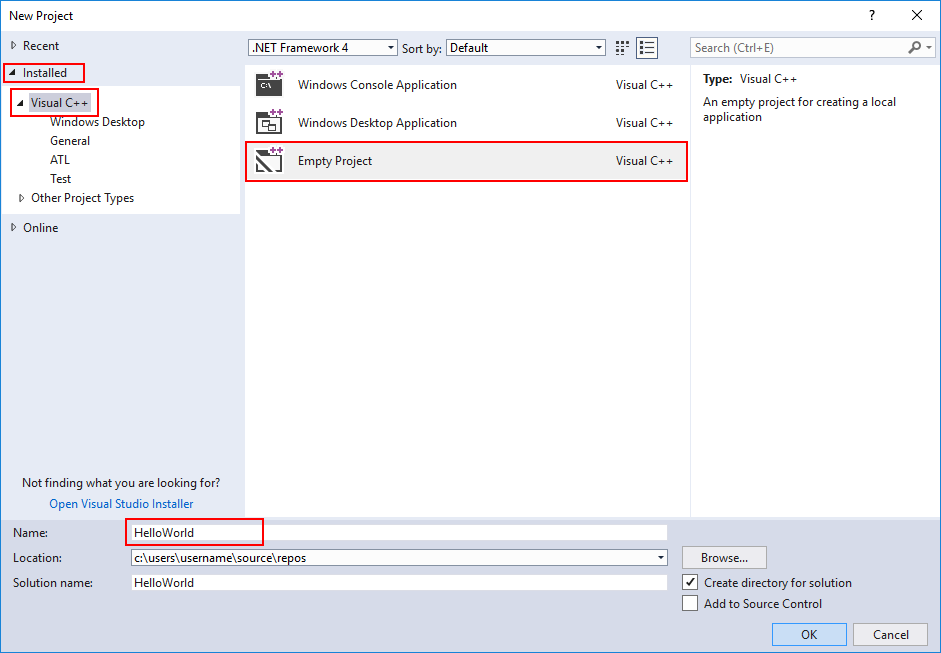 New Project
?
Recent
.NET Framework 4
Sort by: Default
Search (Ctrl+E)
Installed
Visual C++
Windows Desktop
General
ATL
Test
Other Project Types
Online
C:\
Windows Console Application Visual C++
Windows Desktop Application Visual C++
Empty Project Visual C++
Type: Visual C++
An empty project for creating a local
application
Not finding what you are looking for?
Open Visual Studio Installer
Name: HelloWorld
Location: c:\users\username\source\repos
Browse...
Solution name: HelloWorld
Create directory for solution
Add to Source Control
OK
Cancel